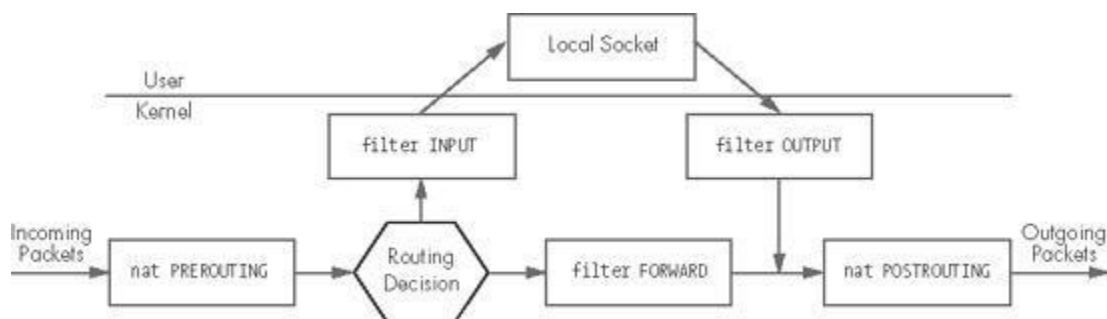 Local Socket
User
Kernel
filter INPUT
filter OUTPUT
Incoming
Packets
nat PREROUTING
Routing
Decision
filter FORWARD
nat POSTROUTING
Outgoing
Packets